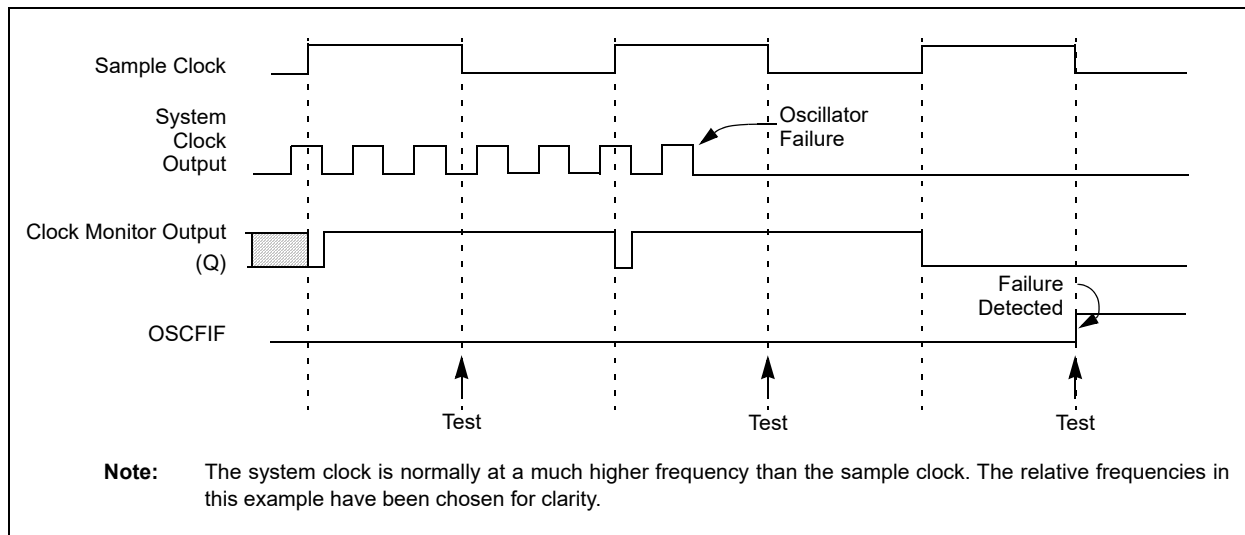 Sample Clock
System
Clock
Output
Oscillator
Failure
Clock Monitor Output
(Q)
Failure
Detected
OSCFIF
Test
Test
Test
Note: The system clock is normally at a much higher frequency than the sample clock. The relative frequencies in
this example have been chosen for clarity.